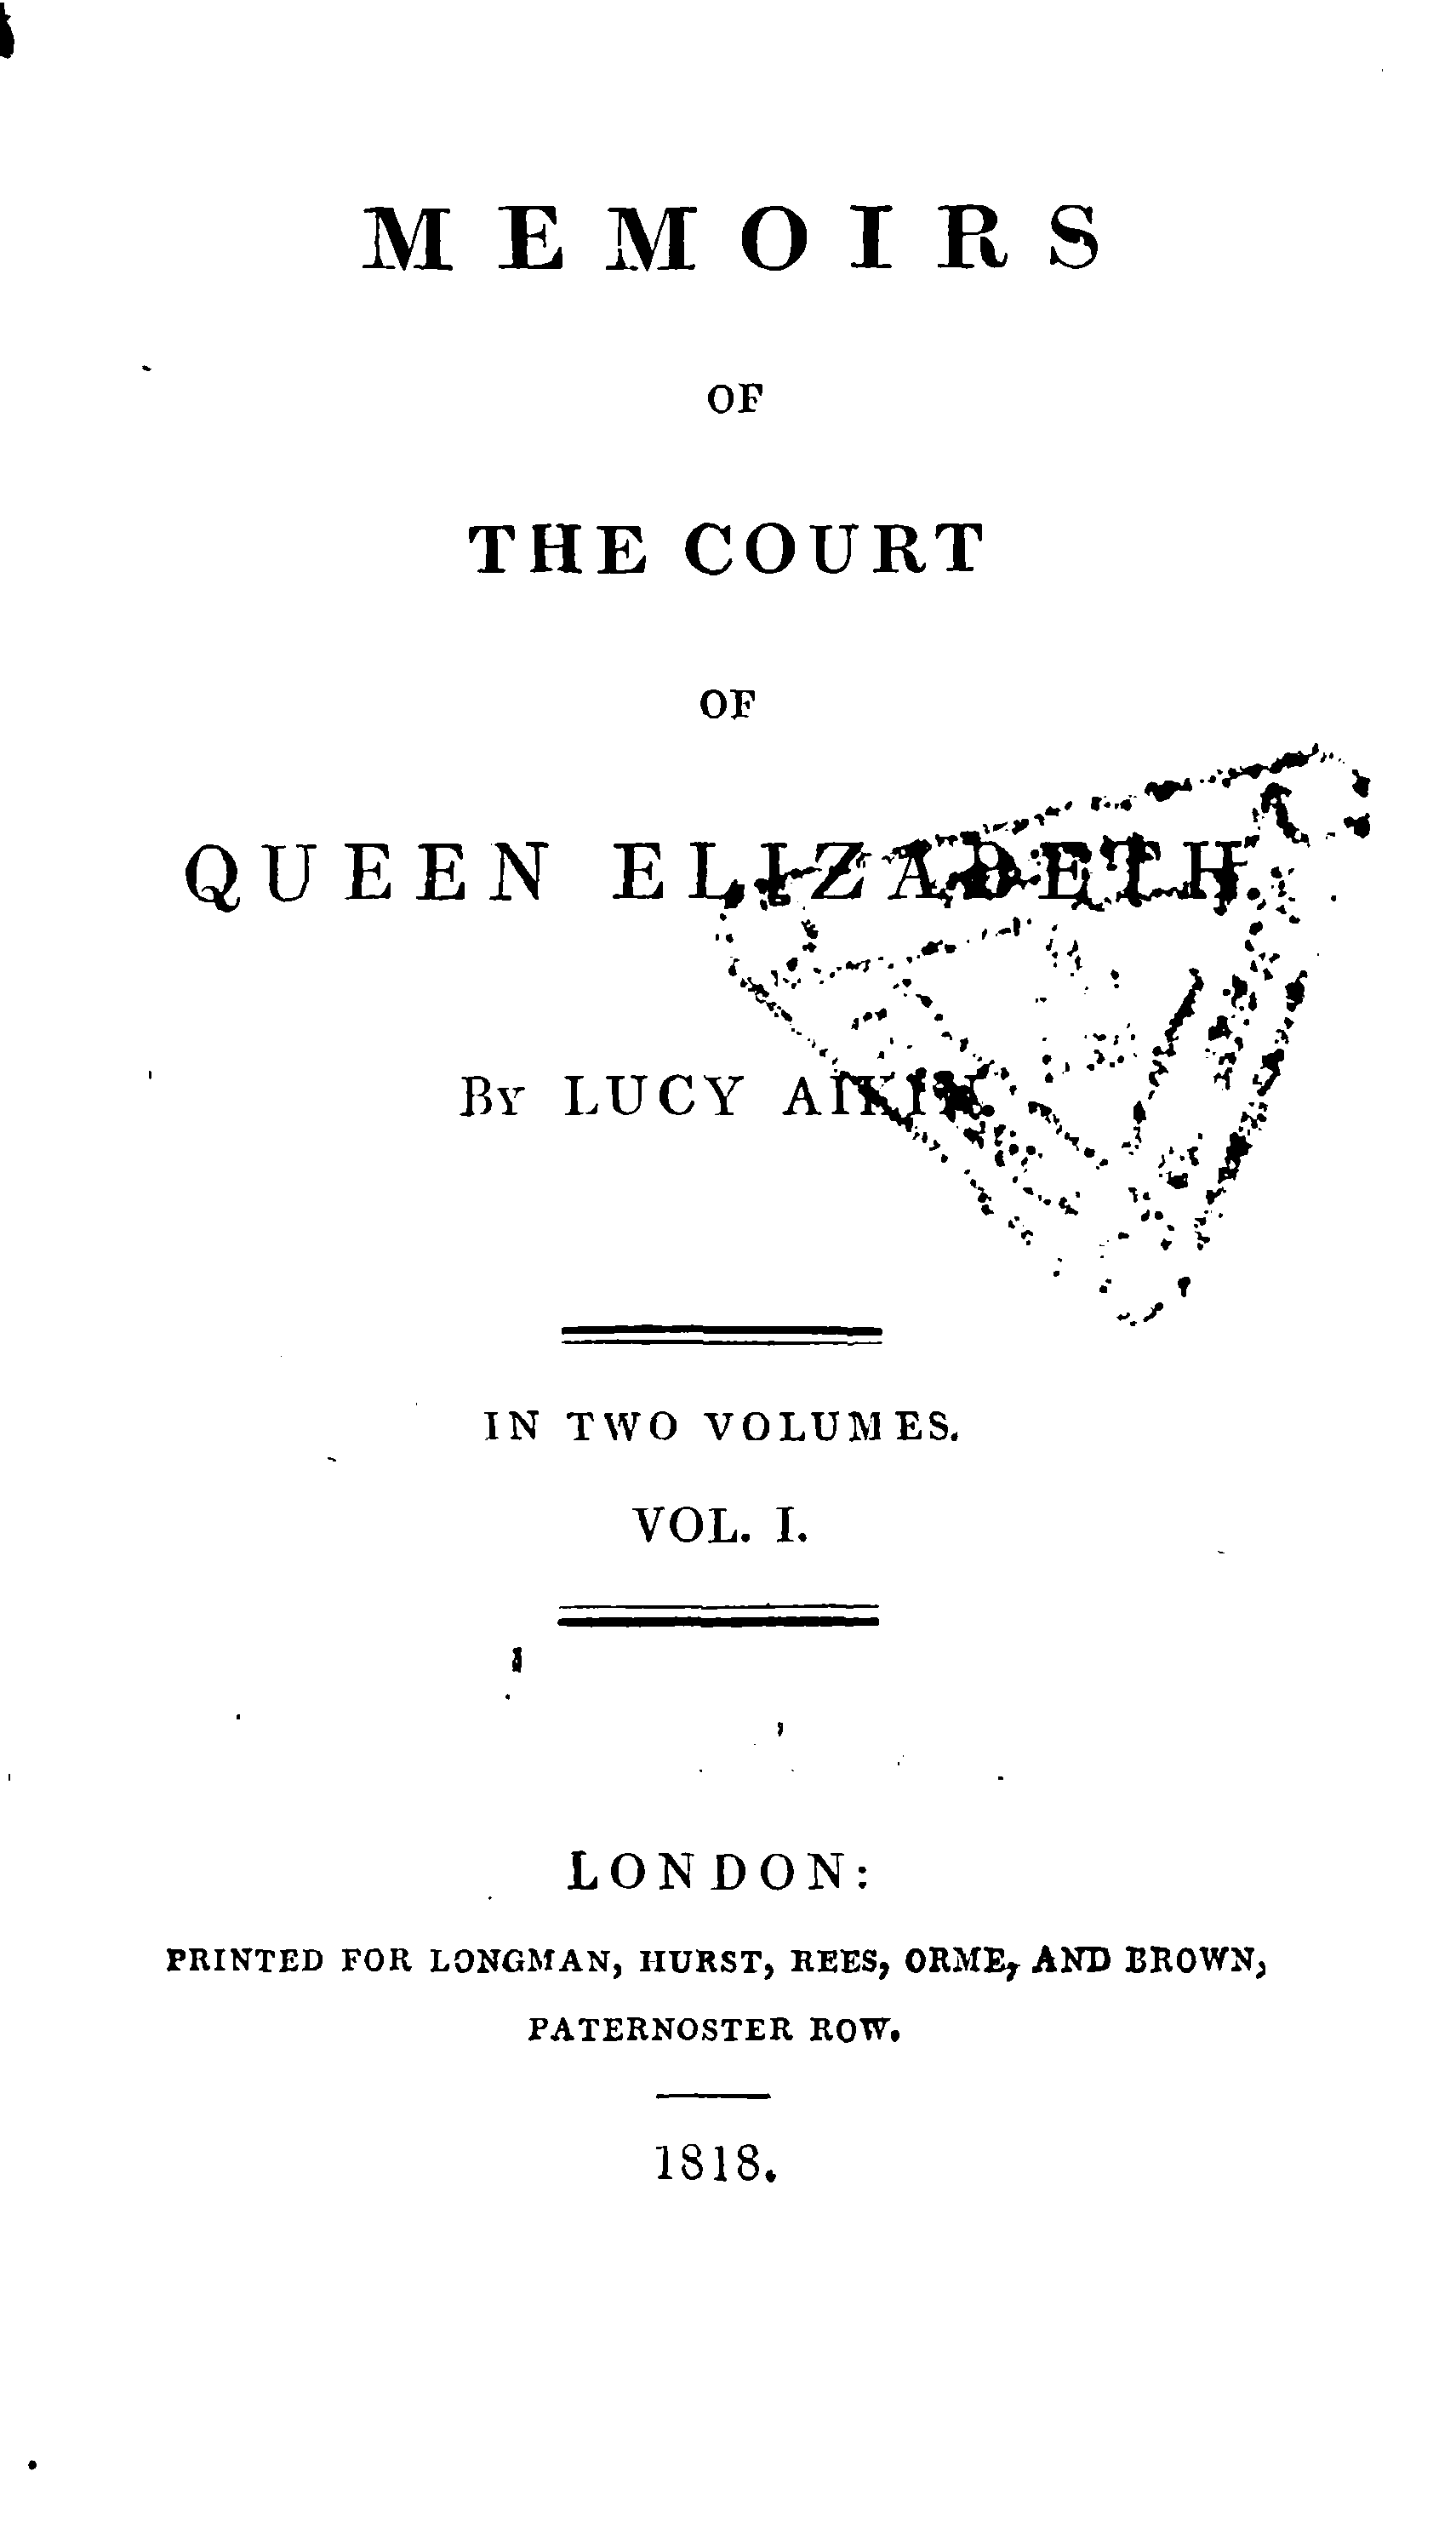 MEMOIRS
OF
THE COURT
OF
QUEEN ELIZABETH.
By LUCY AIKIN.
IN TWO VOLUMES.
VOL. I.
LONDON:
PRINTED FOR LONGMAN, HURST, REES, ORME, AND BROWN,
PATERNOSTER ROW.
1818.